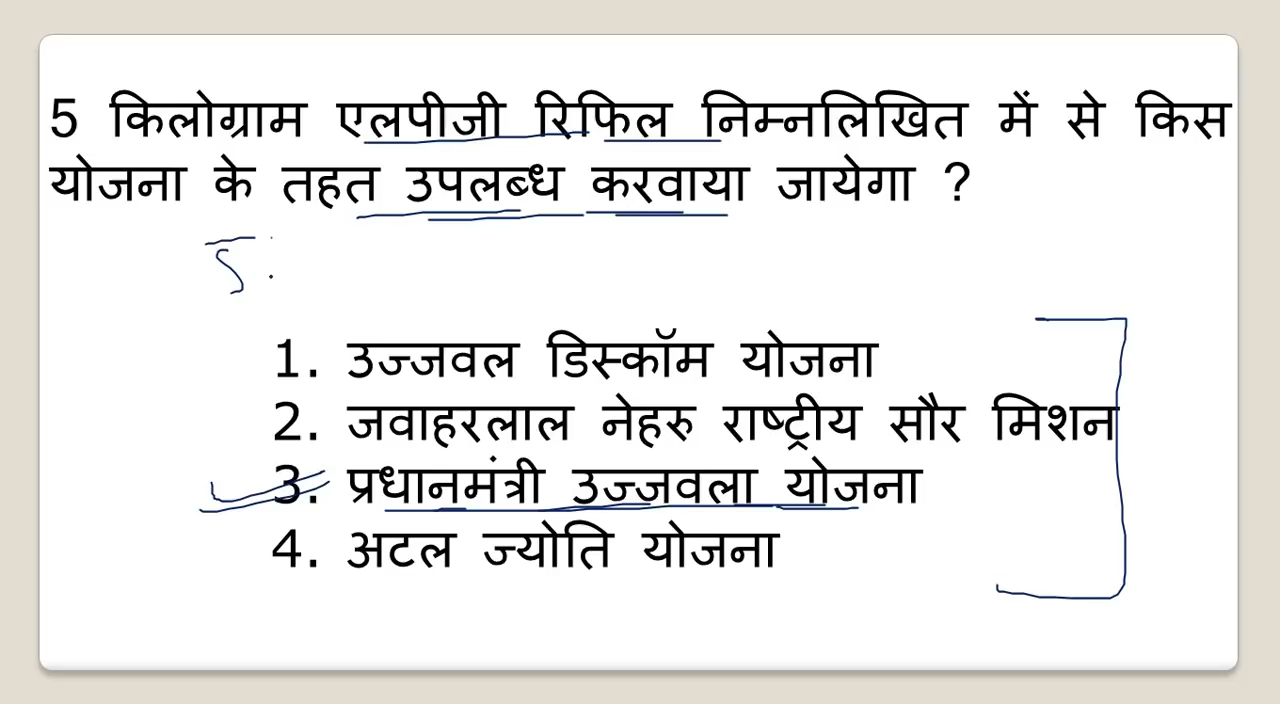 5 किलोग्राम एलपीजी रिफिल निम्नलिखित में से किस
योजना के तहत उपलब्ध करवाया जायेगा ?
1. उज्जवल डिस्कॉम योजना
2. जवाहरलाल नेहरु राष्ट्रीय सौर मिशन
3. प्रधानमंत्री उज्जवला योजना
4. अटल ज्योति योजना